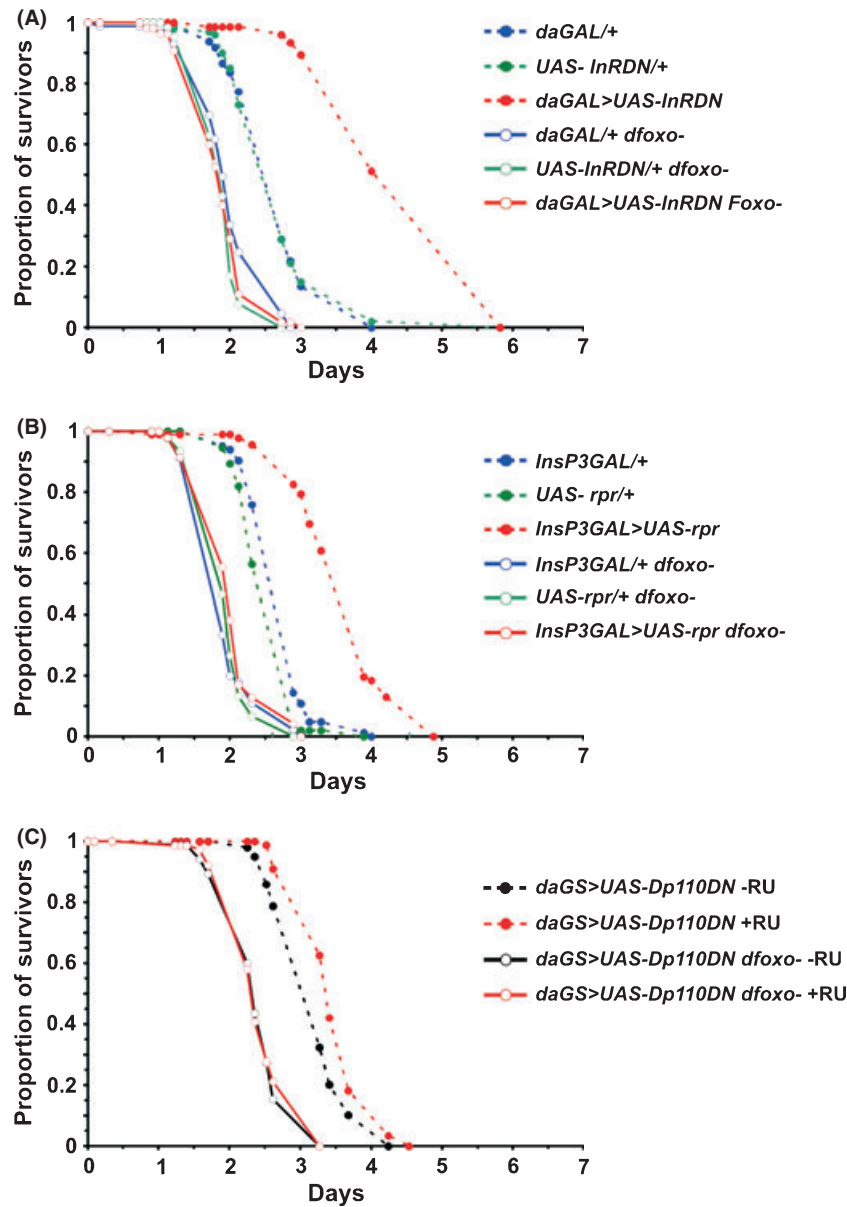 (A)
Proportion of survivors
1
0.8
0.6
0.4
0.2
0
0 1 2 3 4 5 6 7
Days
daGAL/+
UAS- InRDN/+
daGAL>UAS-InRDN
daGAL/+ dfoxo-
UAS-InRDN/+ dfoxo-
daGAL>UAS-InRDN Foxo-
(B)
Proportion of survivors
1
0.8
0.6
0.4
0.2
0
0 1 2 3 4 5 6 7
Days
InsP3GAL/+
UAS- rpr/+
InsP3GAL>UAS-rpr
InsP3GAL/+ dfoxo-
UAS-rpr/+ dfoxo-
InsP3GAL>UAS-rpr dfoxo-
(C)
Proportion of survivors
1
0.8
0.6
0.4
0.2
0
0 1 2 3 4 5 6 7
Days
daGS>UAS-Dp110DN -RU
daGS>UAS-Dp110DN +RU
daGS>UAS-Dp110DN dfoxo- -RU
daGS>UAS-Dp110DN dfoxo- +RU